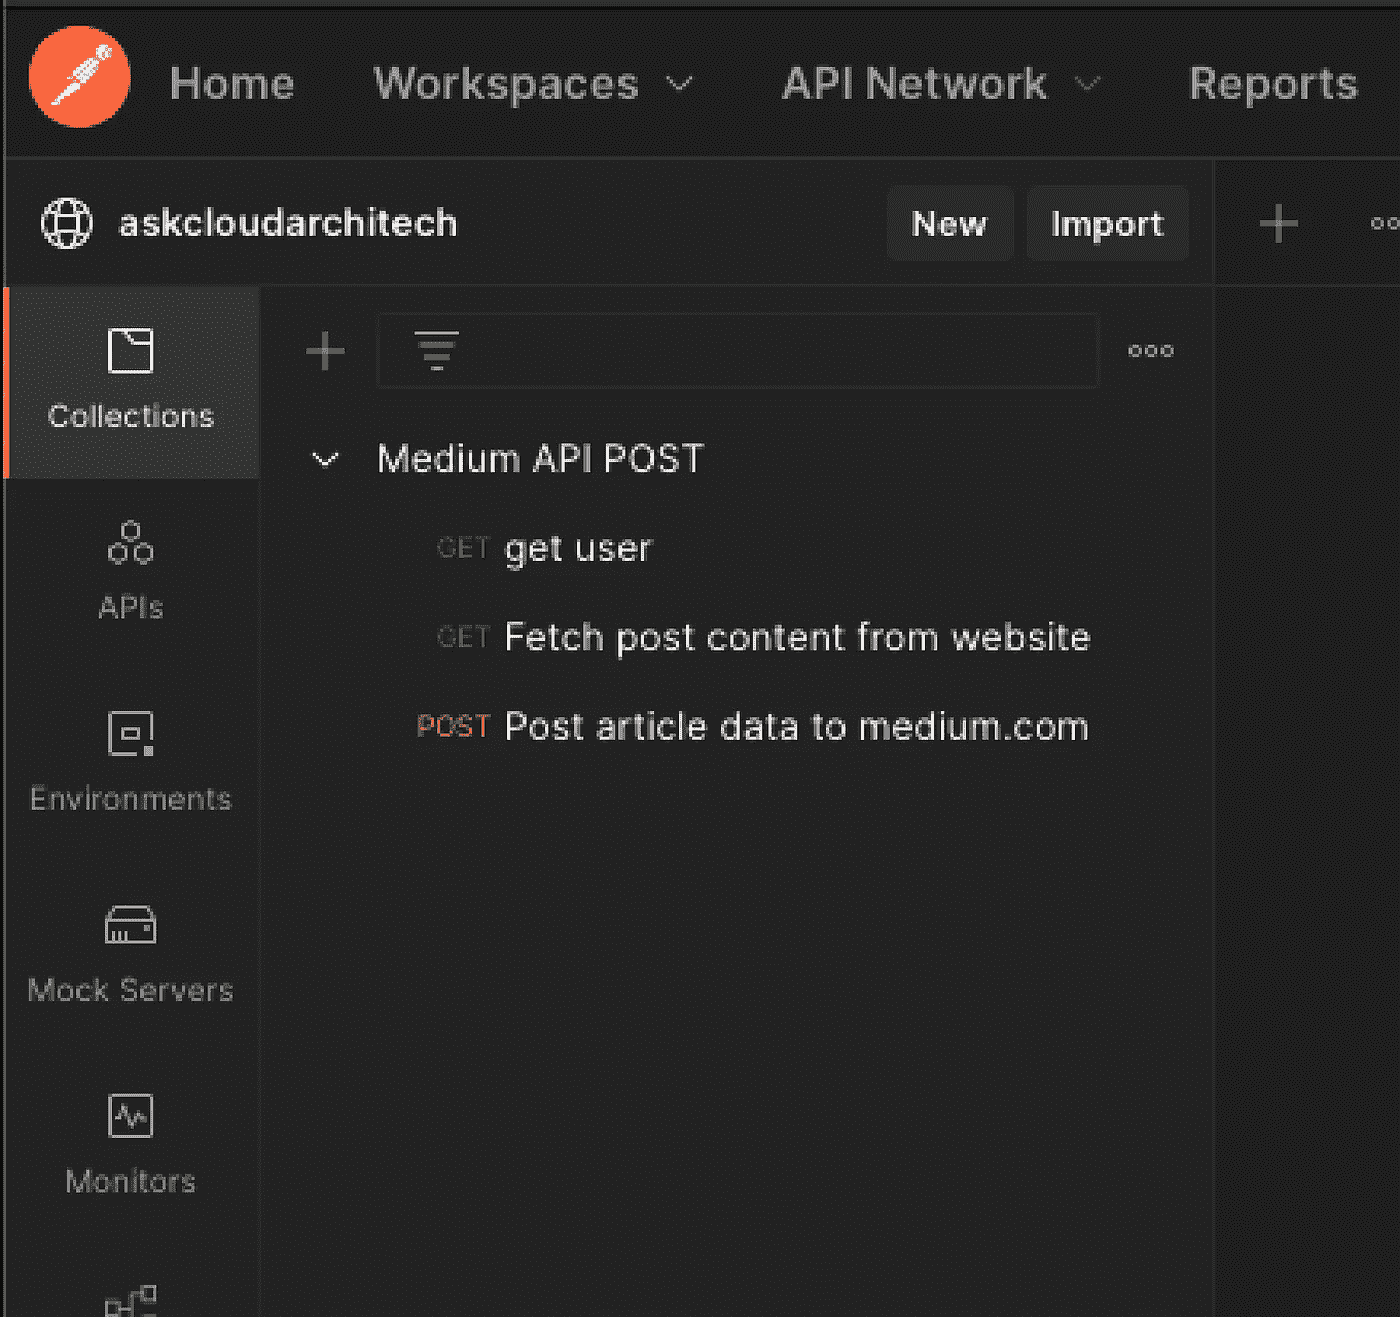 Home Workspaces API Network Reports
askcloudarchitech New Import
Collections
Medium API POST
GET get user
APIs
GET Fetch post content from website
POST Post article data to medium.com
Environments
Mock Servers
Monitors